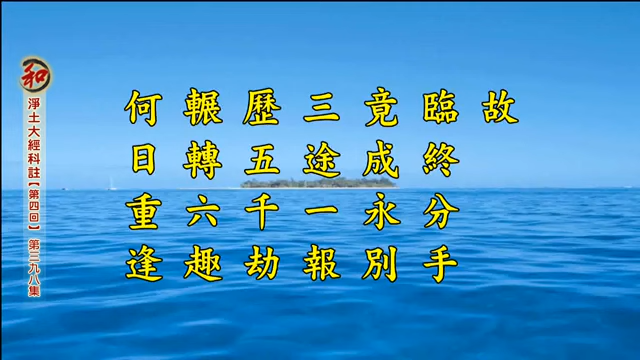 故
臨終分手
竟成永別
三途一報
歷五千劫
輾轉六趣
何日重逢
和
淨土大經科註【第四回】 第三九八集